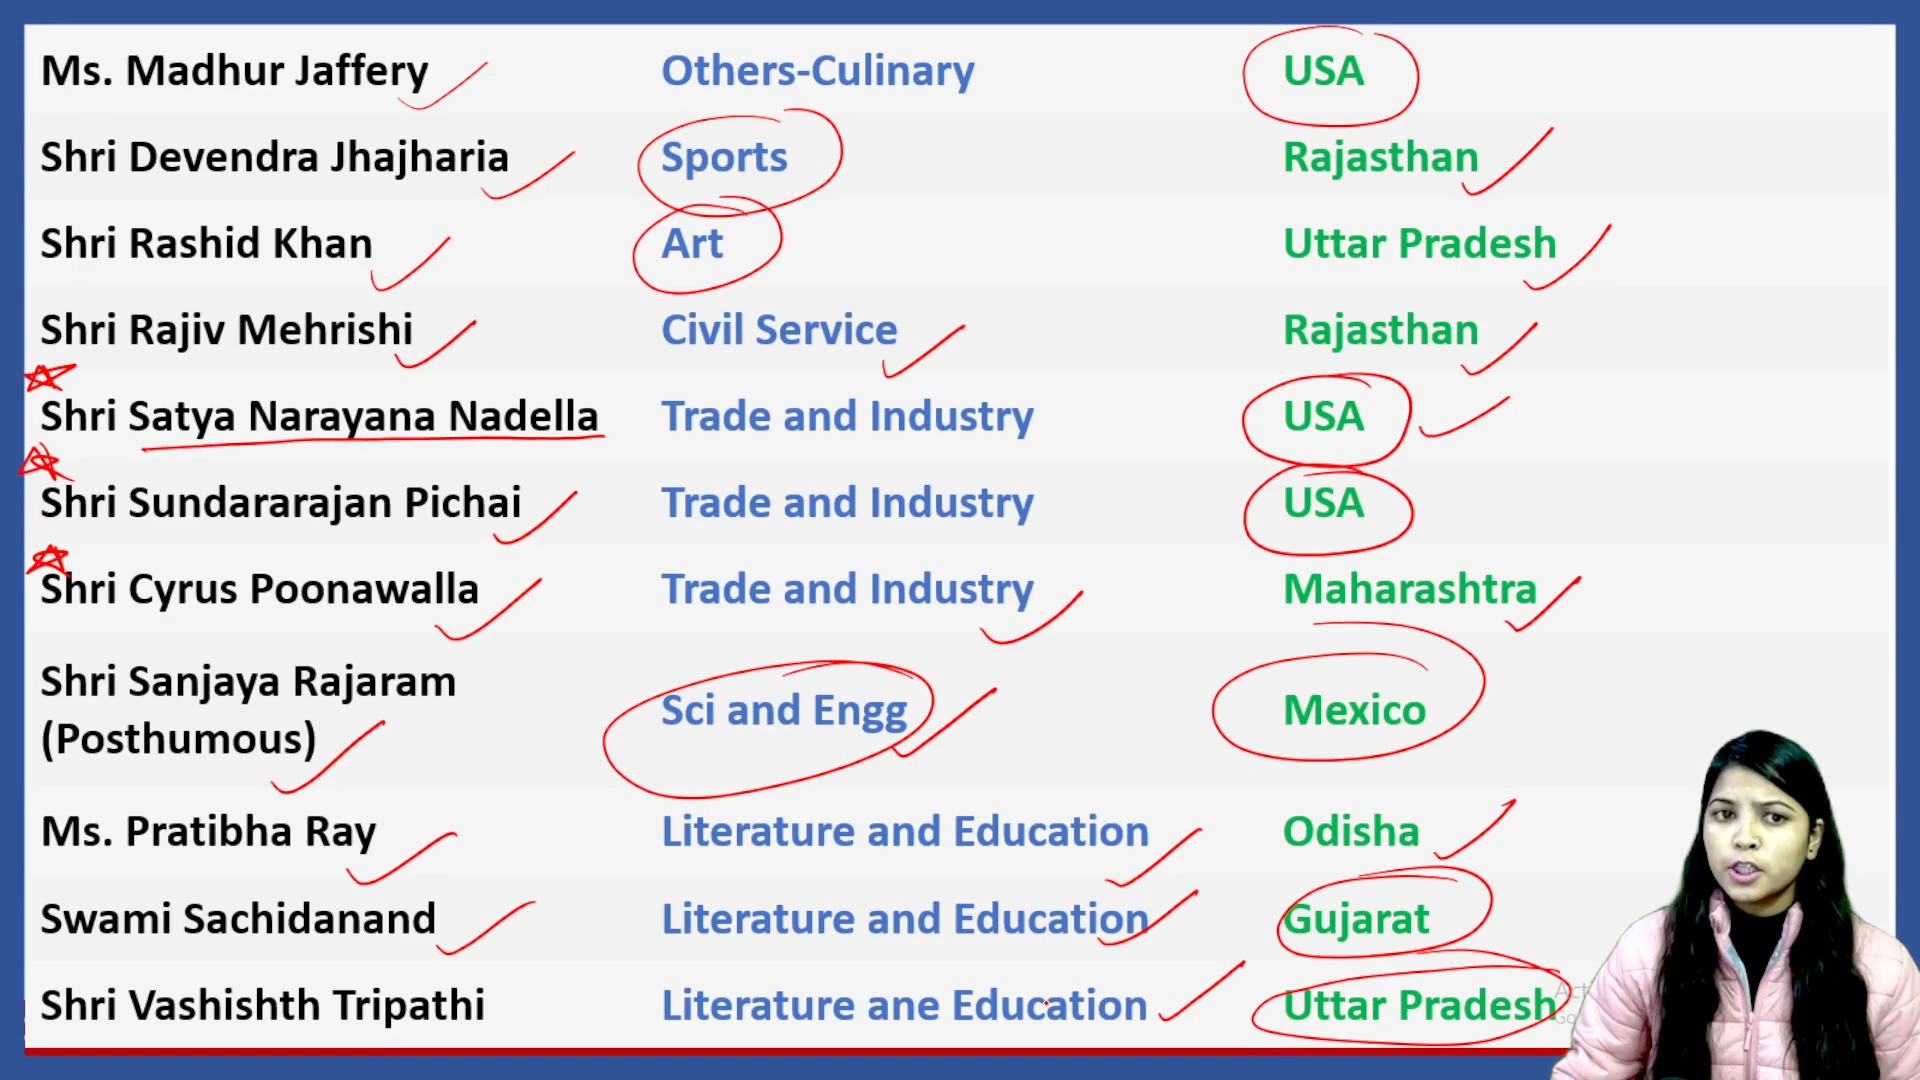 Ms. Madhur Jaffery Others-Culinary USA
Shri Devendra Jhajharia Sports Rajasthan
Shri Rashid Khan Art Uttar Pradesh
Shri Rajiv Mehrishi Civil Service Rajasthan
Shri Satya Narayana Nadella Trade and Industry USA
Shri Sundararajan Pichai Trade and Industry USA
Shri Cyrus Poonawalla Trade and Industry Maharashtra
Shri Sanjaya Rajaram
(Posthumous) Sci and Engg Mexico
Ms. Pratibha Ray Literature and Education Odisha
Swami Sachidanand Literature and Education Gujarat
Shri Vashishth Tripathi Literature ane Education Uttar Pradesh